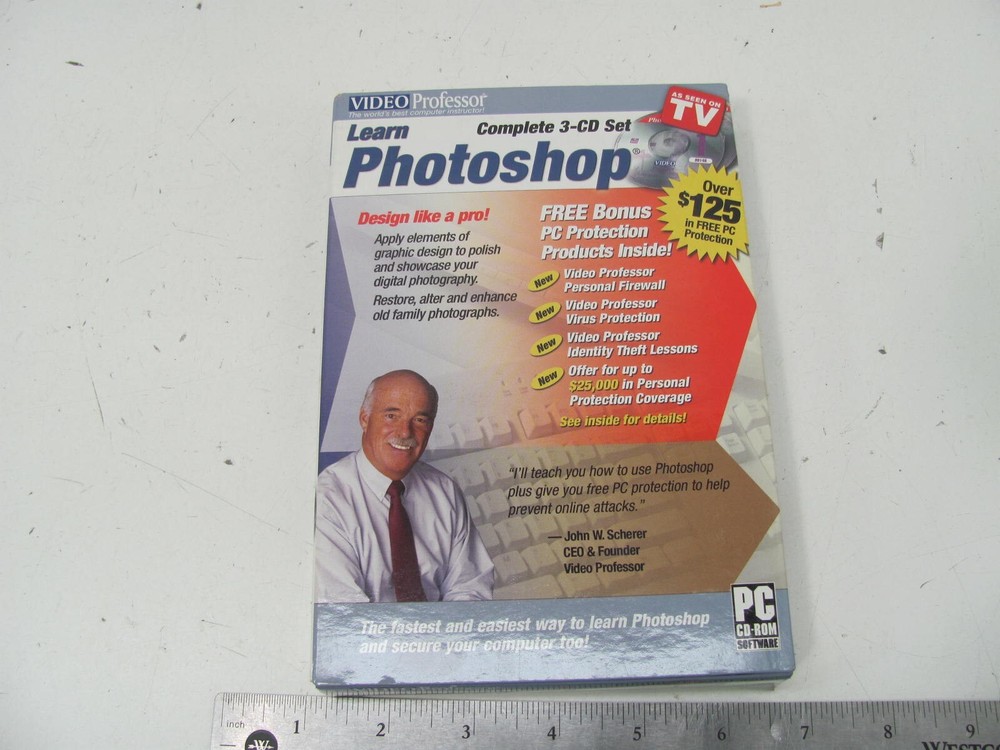 VIDEO Professor
The world's best computer instructor!
AS SEEN ON
TV
Learn
Complete 3-CD Set
Photoshop®
VIDEO
Over
$125
in FREE PC
Protection
Design like a pro!
Apply elements of
graphic design to polish
and showcase your
digital photography.
Restore, alter and enhance
old family photographs.
FREE Bonus
PC Protection
Products Inside!
New
Video Professor
Personal Firewall
New
Video Professor
Virus Protection
New
Video Professor
Identity Theft Lessons
New
Offer for up to
$25,000 in Personal
Protection Coverage
See inside for details!
"I'll teach you how to use Photoshop
plus give you free PC protection to help
prevent online attacks."
— John W. Scherer
CEO & Founder
Video Professor
PC
CD-ROM
SOFTWARE
The fastest and easiest way to learn Photoshop
and secure your computer too!
inch 1 2 3 4 5 6 7 8 9
W